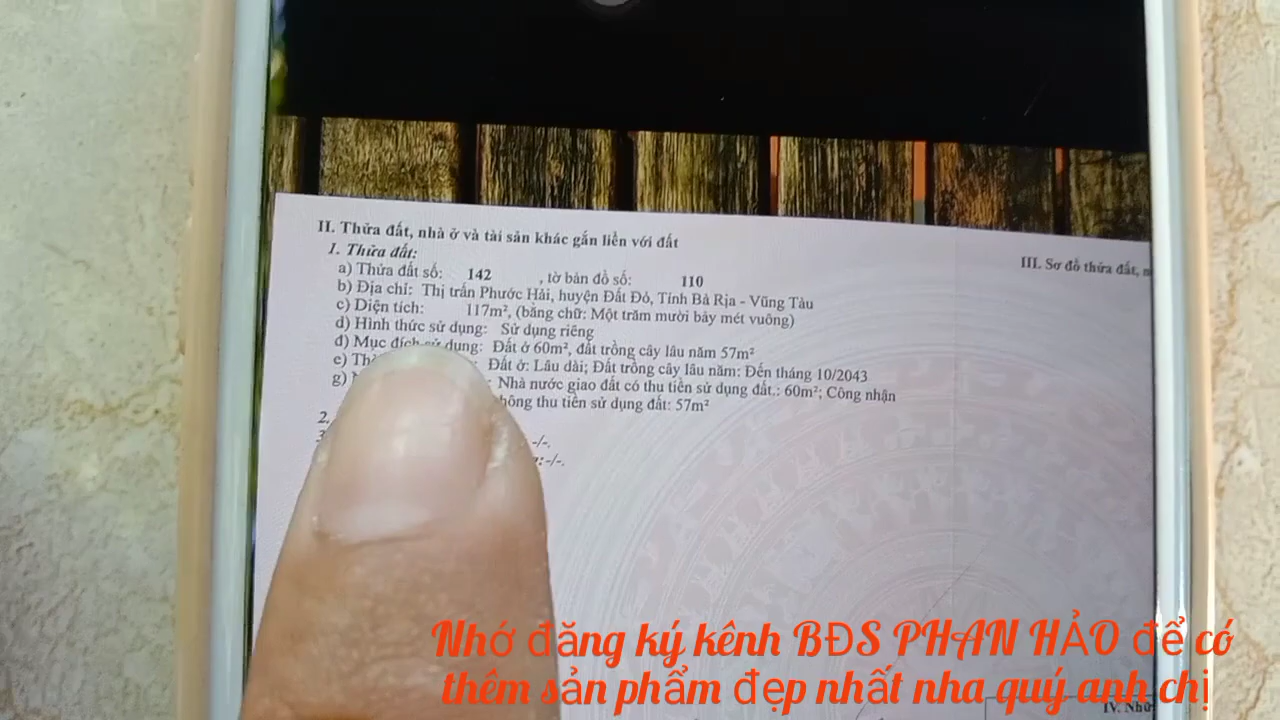 II. Thửa đất, nhà ở và tài sản khác gắn liền với đất
III. Sơ đồ thửa đất,
1. Thửa đất:
a) Thửa đất số: 142 , tờ bản đồ số: 110
b) Địa chỉ: Thị trấn Phước Hải, huyện Đất Đỏ, Tỉnh Bà Rịa - Vũng Tàu
c) Diện tích: 117m², (bằng chữ: Một trăm mười bảy mét vuông)
d) Hình thức sử dụng: Sử dụng riêng
đ) Mục đích sử dụng: Đất ở 60m², đất trồng cây lâu năm 57m²
e) : Đất ở: Lâu dài; Đất trồng cây lâu năm: Đến tháng 10/2043
g) : Nhà nước giao đất có thu tiền sử dụng đất.: 60m²; Công nhận
không thu tiền sử dụng đất: 57m²
2.
-/-.
-/-.
Nhớ đăng ký kênh BĐS PHAN HẢO để có
thêm sản phẩm đẹp nhất nha quý anh chị
IV.